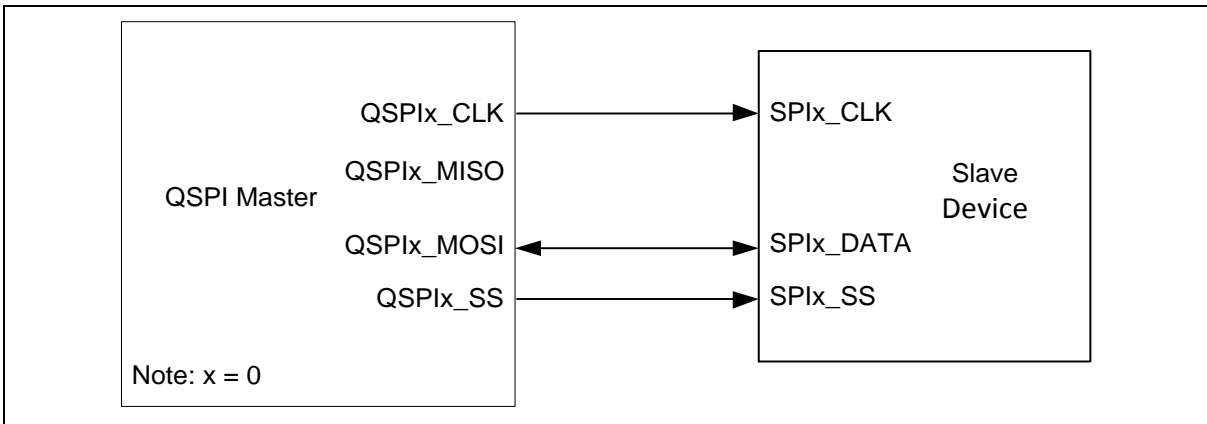 QSPIx_CLK
SPIx_CLK
QSPIx_MISO
QSPI Master
Slave
Device
QSPIx_MOSI
SPIx_DATA
QSPIx_SS
SPIx_SS
Note: x = 0